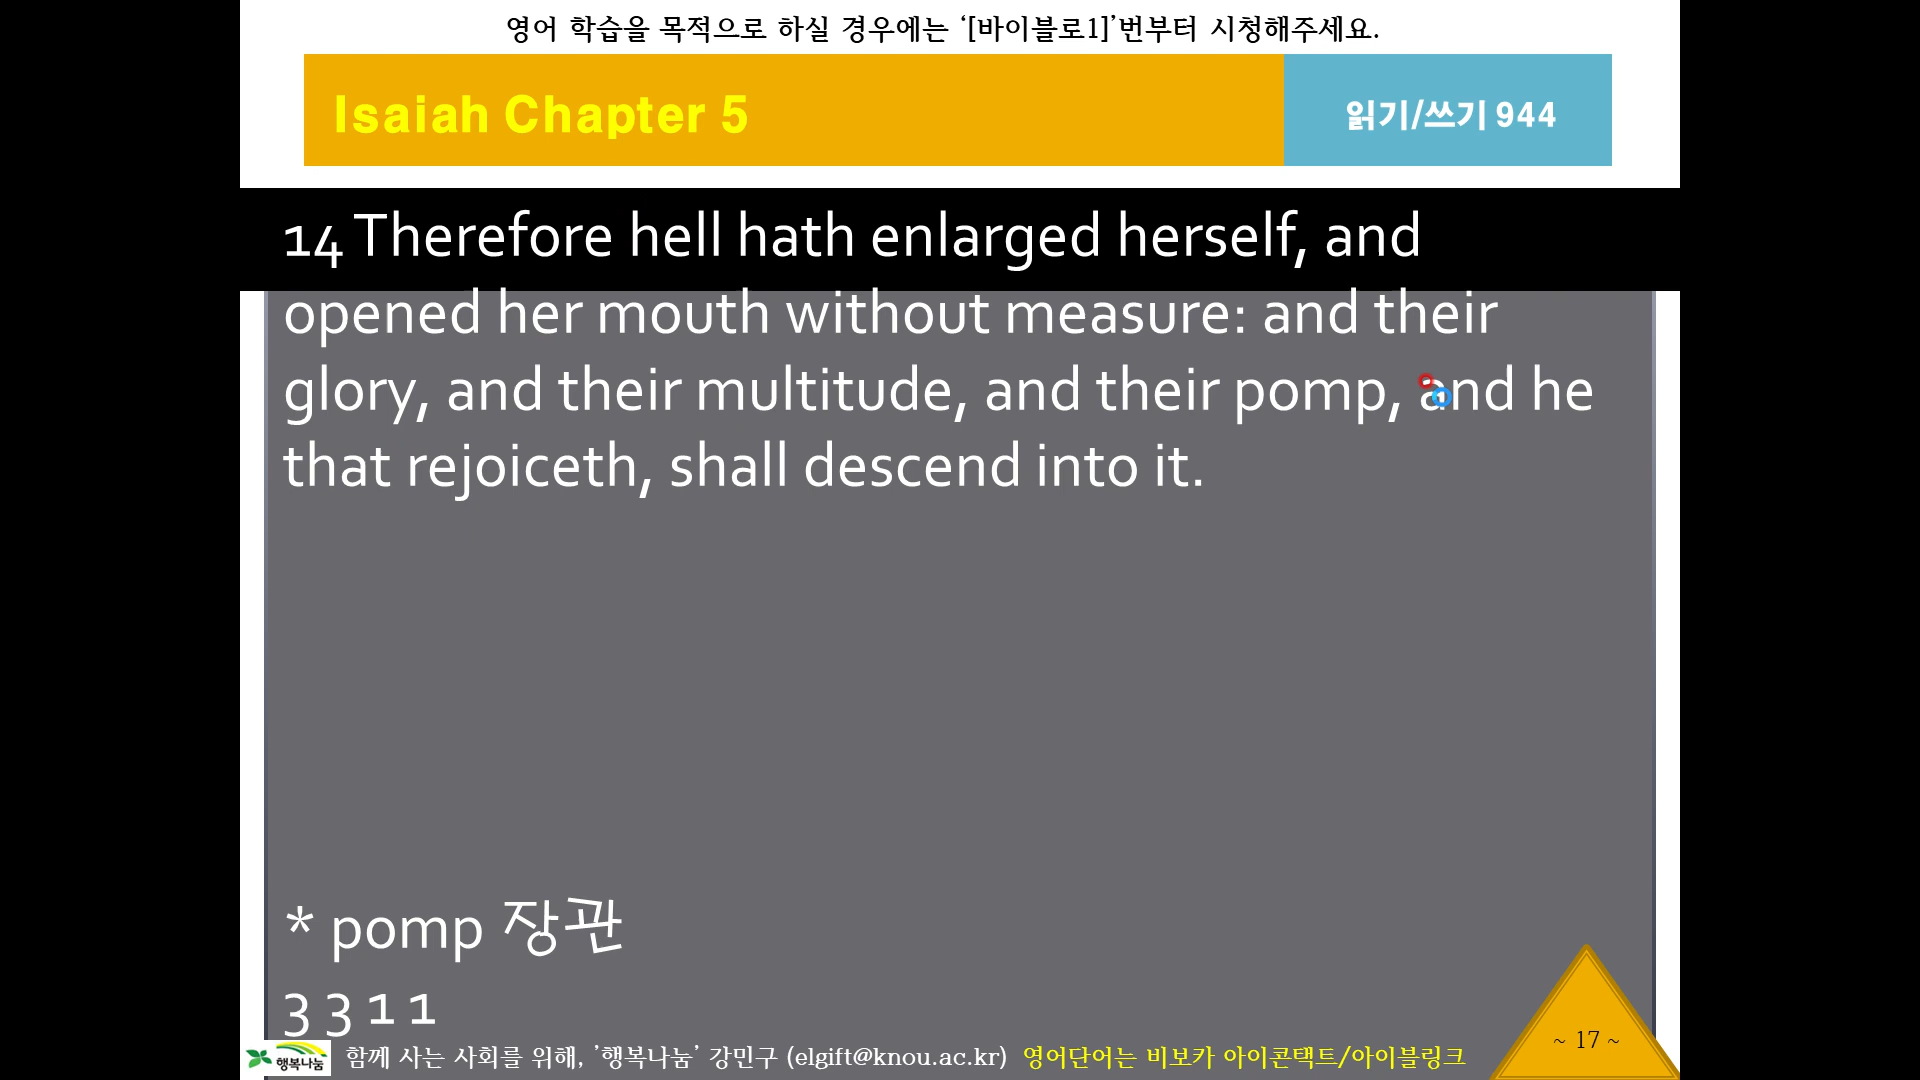 영어 학습을 목적으로 하실 경우에는 ‘[바이블로1]’번부터 시청해주세요.
Isaiah Chapter 5
읽기/쓰기 944
14 Therefore hell hath enlarged herself, and
opened her mouth without measure: and their
glory, and their multitude, and their pomp, and he
that rejoiceth, shall descend into it.
* pomp 장관
3 3 1 1
~ 17 ~
행복나눔 함께 사는 사회를 위해, ’행복나눔’ 강민구 (elgift@knou.ac.kr) 영어단어는 비보카 아이콘택트/아이블링크